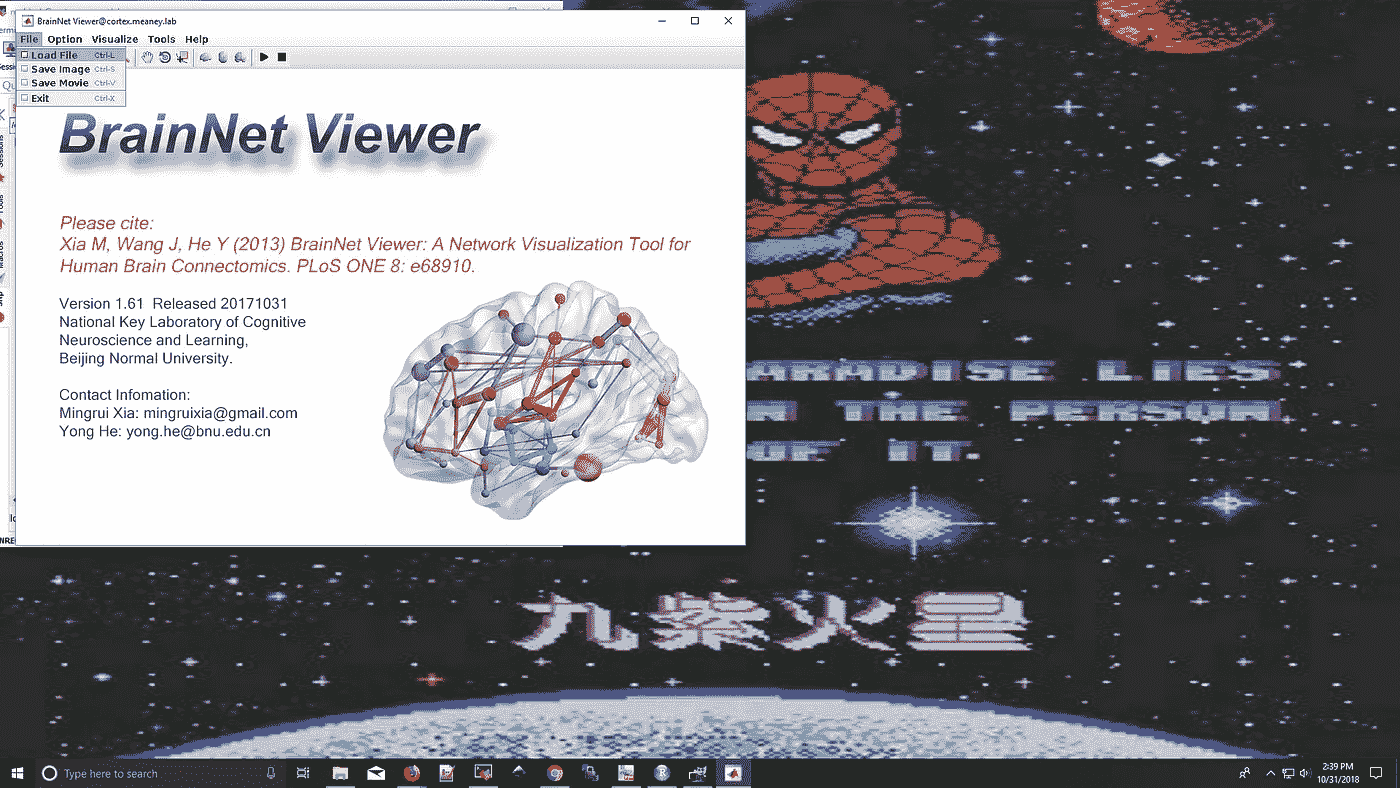 BrainNet Viewer@cortex.meaney.lab
File Option Visualize Tools Help
Load File Ctrl-L
Save Image Ctrl-S
Save Movie Ctrl-V
Exit Ctrl-X
BrainNet Viewer
Please cite:
Xia M, Wang J, He Y (2013) BrainNet Viewer: A Network Visualization Tool for
Human Brain Connectomics. PLoS ONE 8: e68910.
Version 1.61 Released 20171031
National Key Laboratory of Cognitive
Neuroscience and Learning,
Beijing Normal University.
Contact Infomation:
Mingrui Xia: mingruixia@gmail.com
Yong He: yong.he@bnu.edu.cn
ARADISE LIES
N THE PERSON
OF IT.
九紫火星
Type here to search
2:39 PM
10/31/2018